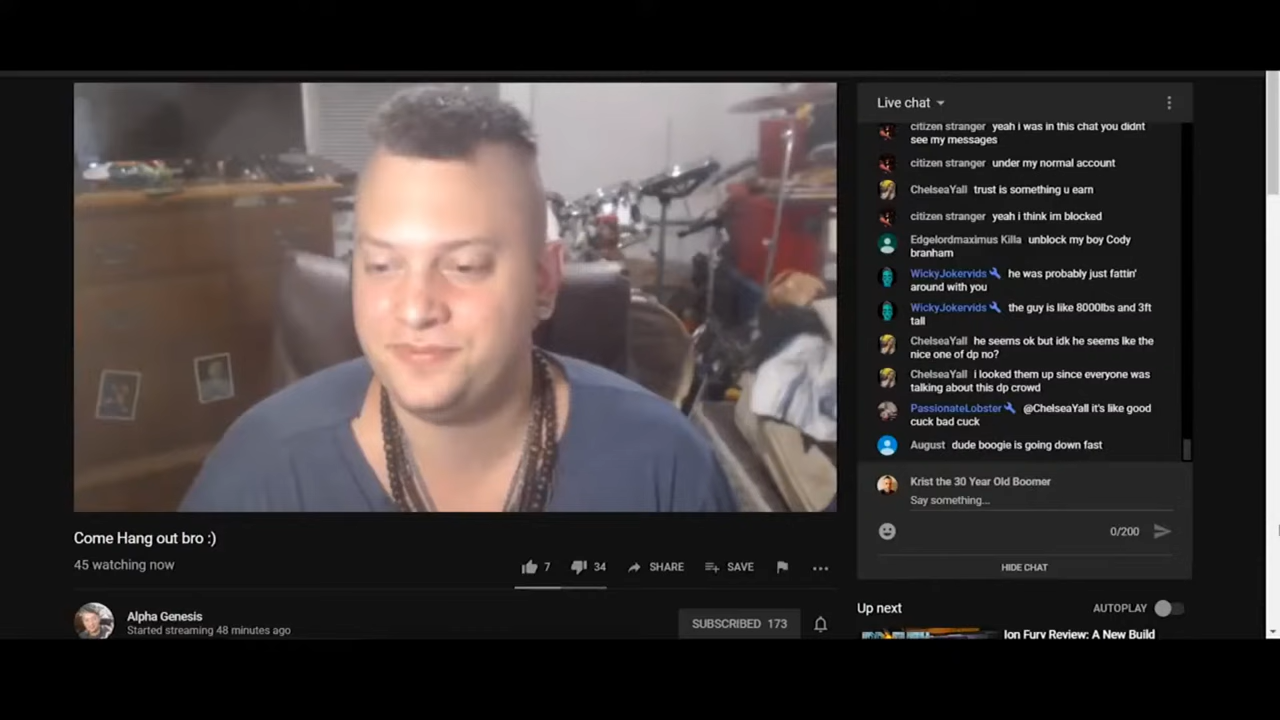 Live chat
citizen stranger yeah i was in this chat you didnt
see my messages
citizen stranger under my normal account
ChelseaYall trust is something u earn
citizen stranger yeah i think im blocked
Edgelordmaximus Killa unblock my boy Cody
branham
WickyJokervids he was probably just fattin'
around with you
WickyJokervids the guy is like 8000lbs and 3ft
tall
ChelseaYall he seems ok but idk he seems lke the
nice one of dp no?
ChelseaYall i looked them up since everyone was
talking about this dp crowd
PassionateLobster @ChelseaYall it's like good
cuck bad cuck
August dude boogie is going down fast
Krist the 30 Year Old Boomer
Say something...
0/200
HIDE CHAT
Come Hang out bro :)
45 watching now
7 34 SHARE SAVE
Alpha Genesis
Started streaming 48 minutes ago
SUBSCRIBED 173
Up next AUTOPLAY
Ion Fury Review: A New Build